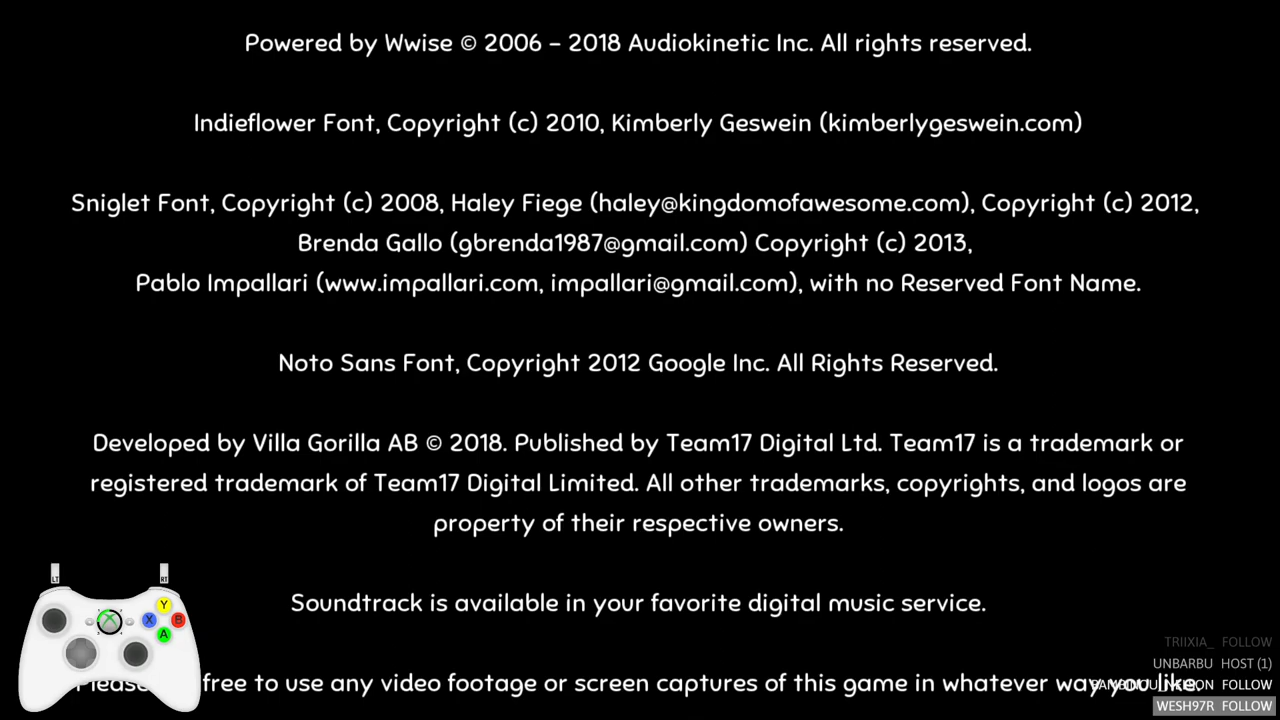 Powered by Wwise © 2006 - 2018 Audiokinetic Inc. All rights reserved.
Indieflower Font, Copyright (c) 2010, Kimberly Geswein (kimberlygeswein.com)
Sniglet Font, Copyright (c) 2008, Haley Fiege (haley@kingdomofawesome.com), Copyright (c) 2012,
Brenda Gallo (gbrenda1987@gmail.com) Copyright (c) 2013,
Pablo Impallari (www.impallari.com, impallari@gmail.com), with no Reserved Font Name.
Noto Sans Font, Copyright 2012 Google Inc. All Rights Reserved.
Developed by Villa Gorilla AB © 2018. Published by Team17 Digital Ltd. Team17 is a trademark or
registered trademark of Team17 Digital Limited. All other trademarks, copyrights, and logos are
property of their respective owners.
LT RT
Y
X B
A
Soundtrack is available in your favorite digital music service.
TRIIXIA_ FOLLOW
UNBARBU HOST (1)
Please free to use any video footage or screen captures of this game in whatever way you like.
FOLLOW
WESH97R FOLLOW